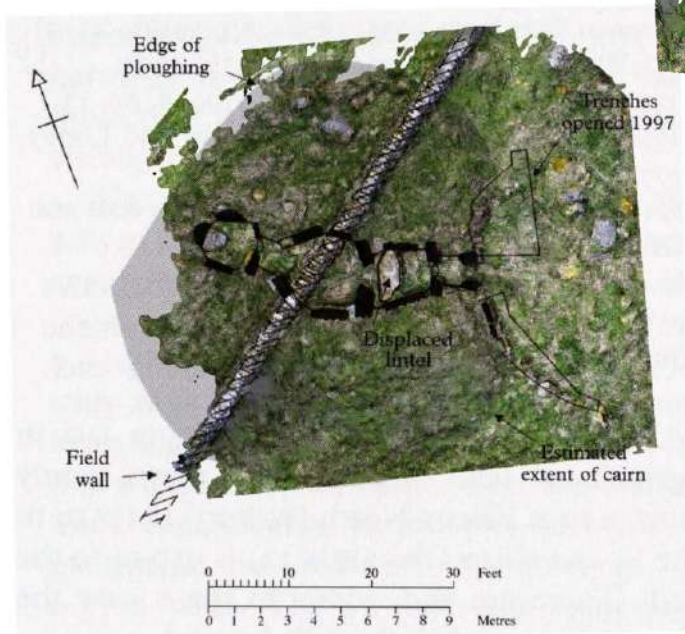 Edge of
ploughing
Trenches
opened 1997
Displaced
lintel
Field
wall
Estimated
extent of cairn
0 10 20 30 Feet
0 1 2 3 4 5 6 7 8 9 Metres